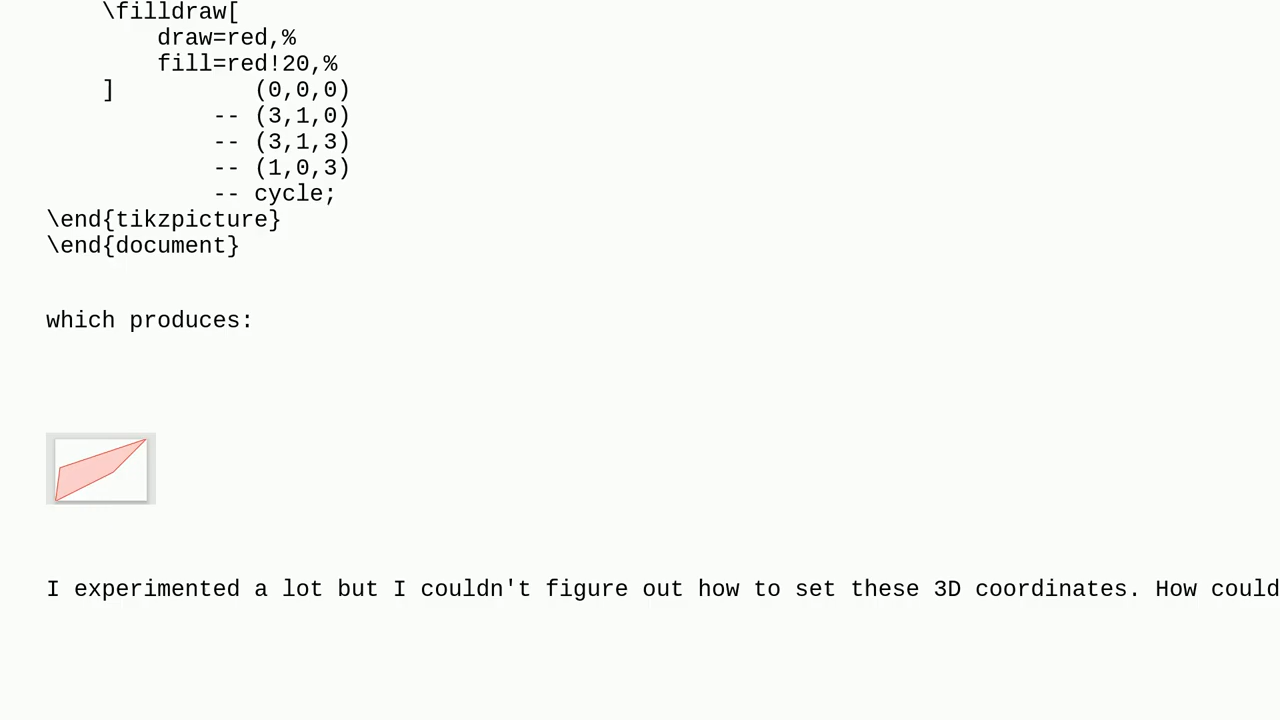 \filldraw[
draw=red,%
fill=red!20,%
] (0,0,0)
-- (3,1,0)
-- (3,1,3)
-- (1,0,3)
-- cycle;
\end{tikzpicture}
\end{document}
which produces:
I experimented a lot but I couldn't figure out how to set these 3D coordinates. How could